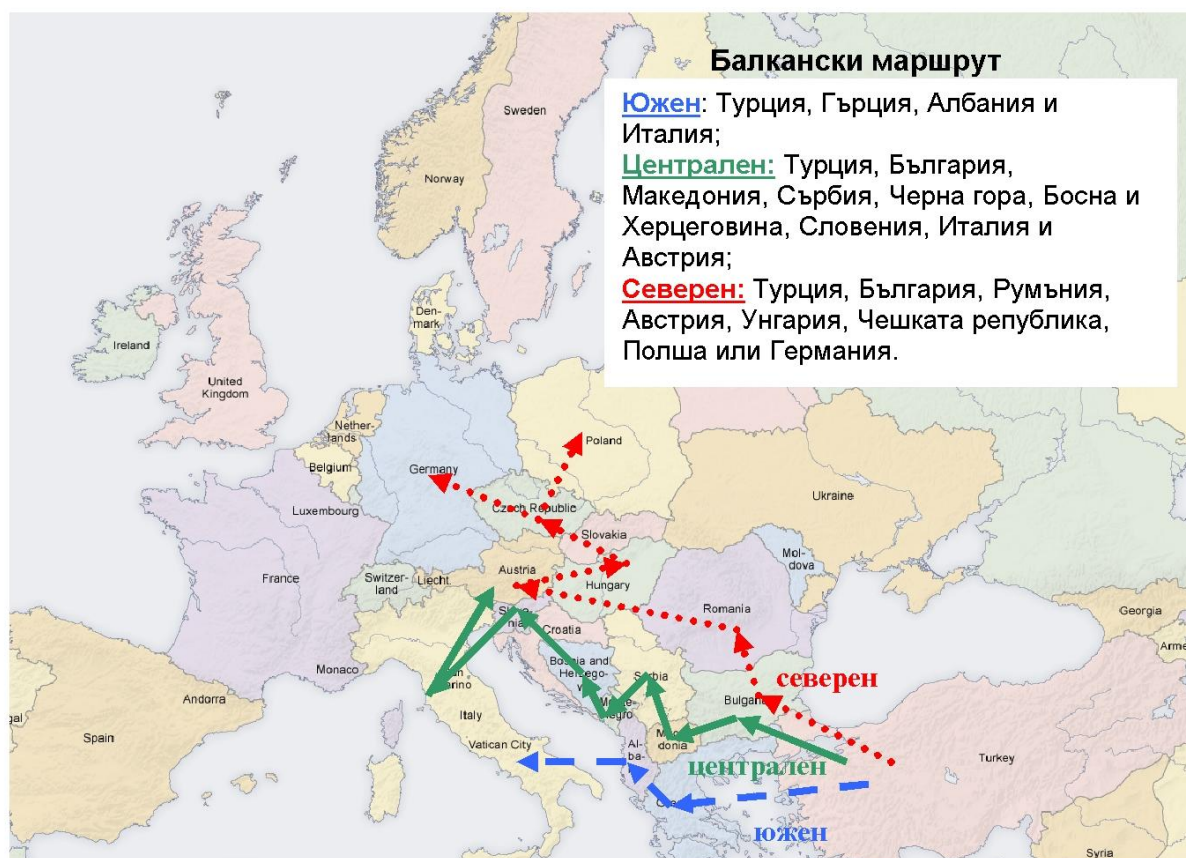 Балкански маршрут
Южен: Турция, Гърция, Албания и
Италия;
Централен: Турция, България,
Македония, Сърбия, Черна гора, Босна и
Херцеговина, Словения, Италия и
Австрия;
Северен: Турция, България, Румъния,
Австрия, Унгария, Чешката република,
Полша или Германия.
Sweden
Norway
Den-
mark
Ireland
United
Kingdom
Nether-
lands
Belgium
Germany
Poland
Luxembourg
Czech Republic
Ukraine
Slovakia
France
Switzer-
land
Liecht.
Austria
Hungary
Mol-
dova
Romania
Georgia
Croatia
Monaco
Bosnia and
Herzego-
Serbia
северен
Andorra
Italy
Spain
Vatican City
Al-
ba-
централен
Turkey
южен
Syria